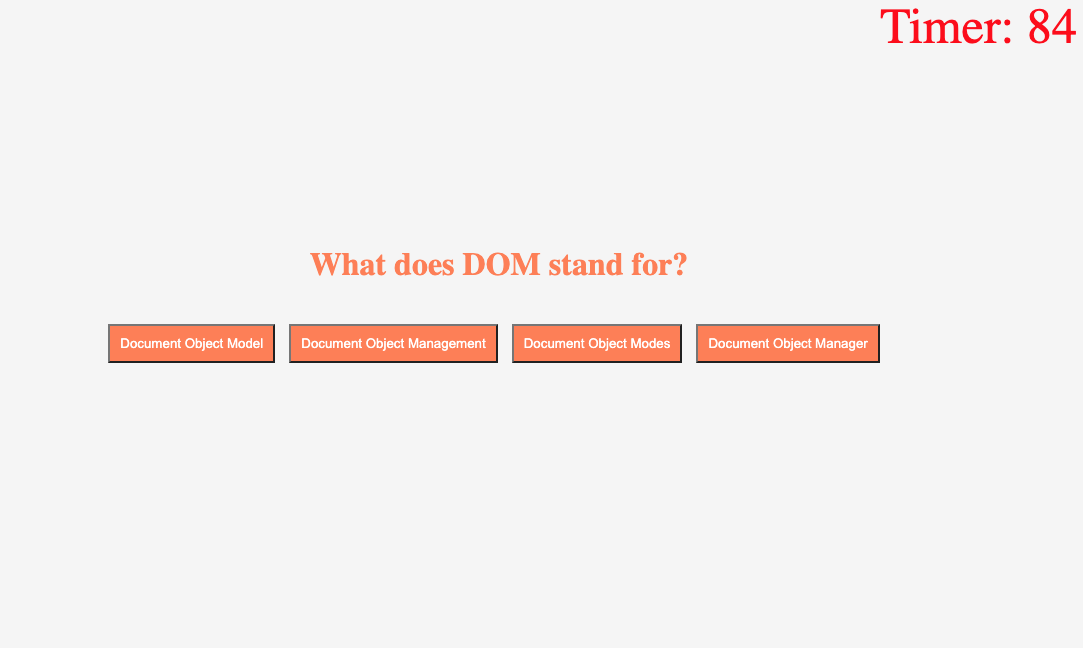 Timer: 84
What does DOM stand for?
Document Object Model
Document Object Management
Document Object Modes
Document Object Manager